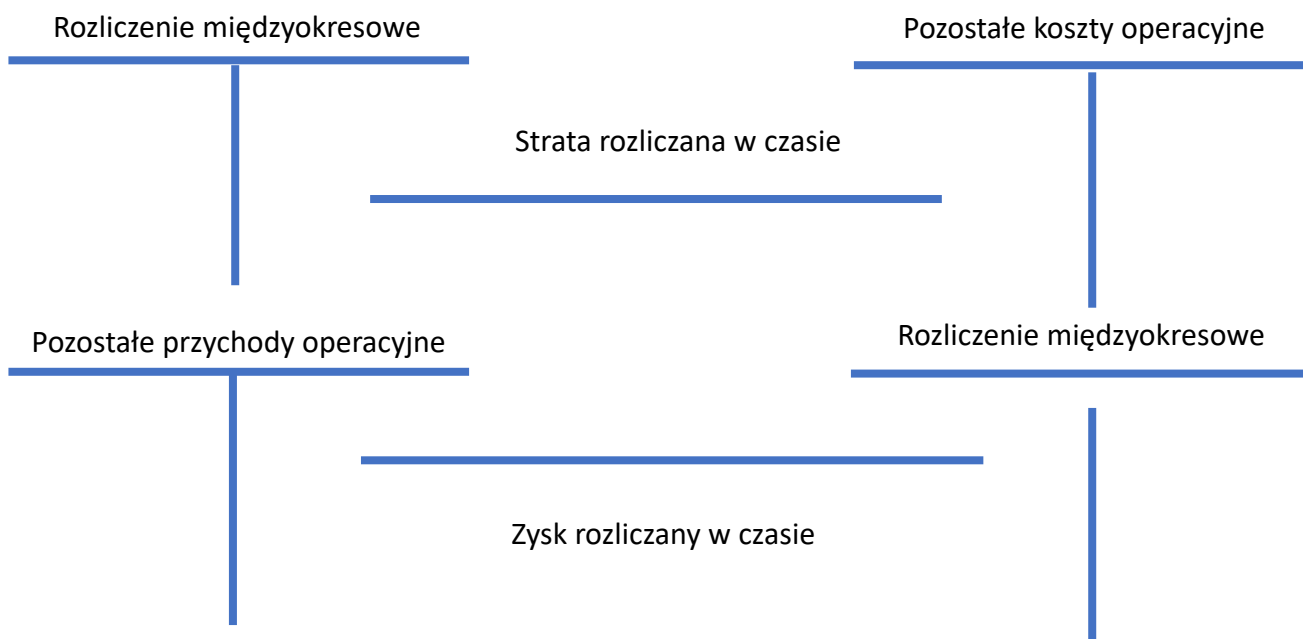 Rozliczenie międzyokresowe
Pozostałe koszty operacyjne
Strata rozliczana w czasie
Pozostałe przychody operacyjne
Rozliczenie międzyokresowe
Zysk rozliczany w czasie